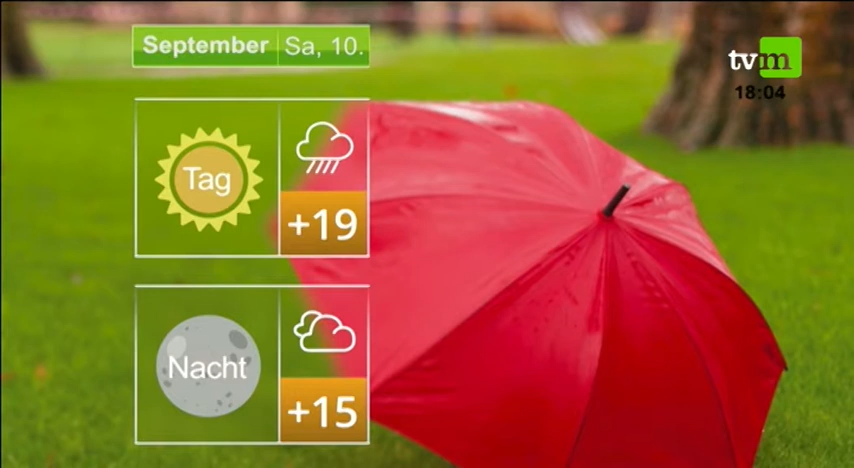 September Sa, 10.
tvm
18:04
Tag
+19
Nacht
+15